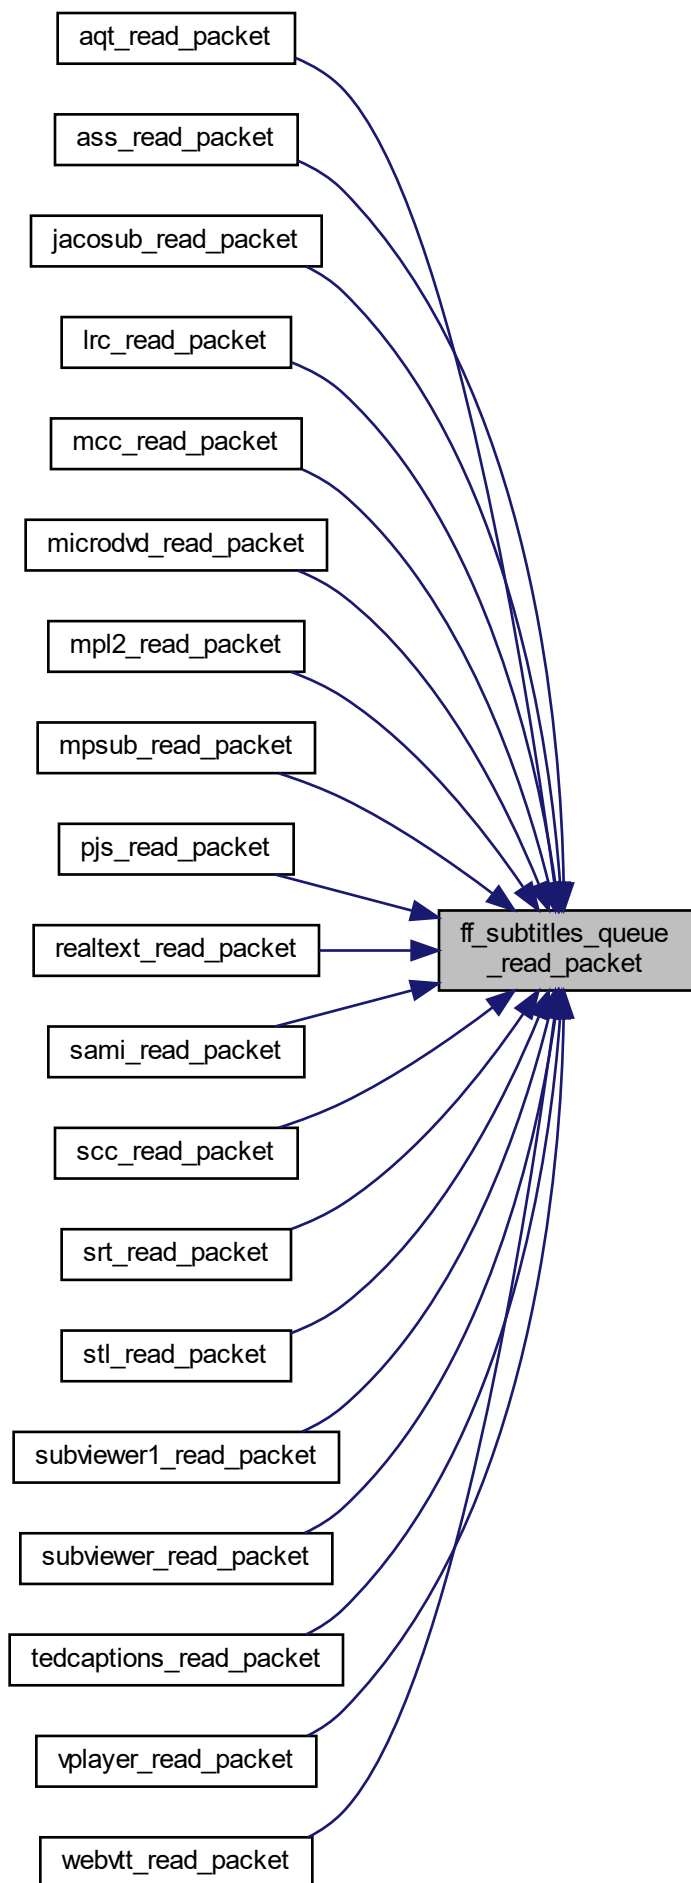 aqt_read_packet
ass_read_packet
jacosub_read_packet
lrc_read_packet
mcc_read_packet
microdvd_read_packet
mpl2_read_packet
mpsub_read_packet
pjs_read_packet
realtext_read_packet
ff_subtitles_queue
_read_packet
sami_read_packet
scc_read_packet
srt_read_packet
stl_read_packet
subviewer1_read_packet
subviewer_read_packet
tedcaptions_read_packet
vplayer_read_packet
webvtt_read_packet